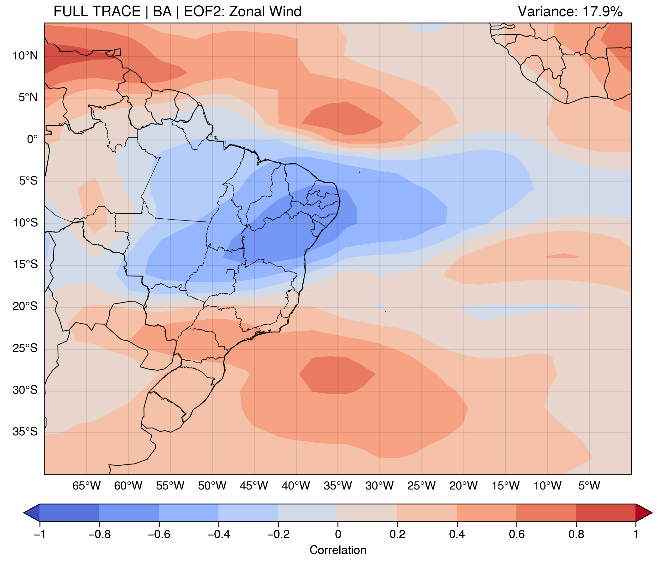 FULL TRACE | BA | EOF2: Zonal Wind Variance: 17.9%
10°N
5°N
0°
5°S
10°S
15°S
20°S
25°S
30°S
35°S
65°W 60°W 55°W 50°W 45°W 40°W 35°W 30°W 25°W 20°W 15°W 10°W 5°W
−1 −0.8 −0.6 −0.4 −0.2 0 0.2 0.4 0.6 0.8 1
Correlation